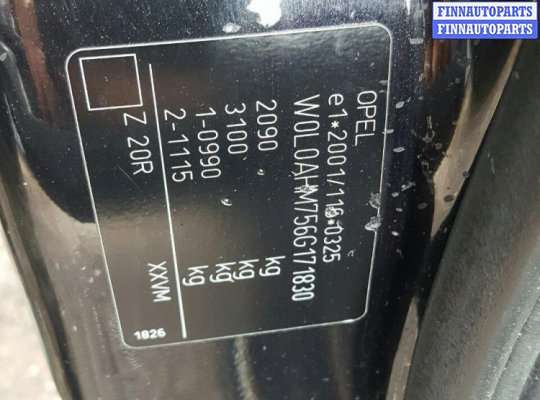 FINNAUTOPARTS
FINNAUTOPARTS
OPEL
e1*2001/116*0325
W0L0AHM756G171830
2090 kg
3100 kg
1-0990 kg
2-1115 kg
Z 20R XXVM
1826